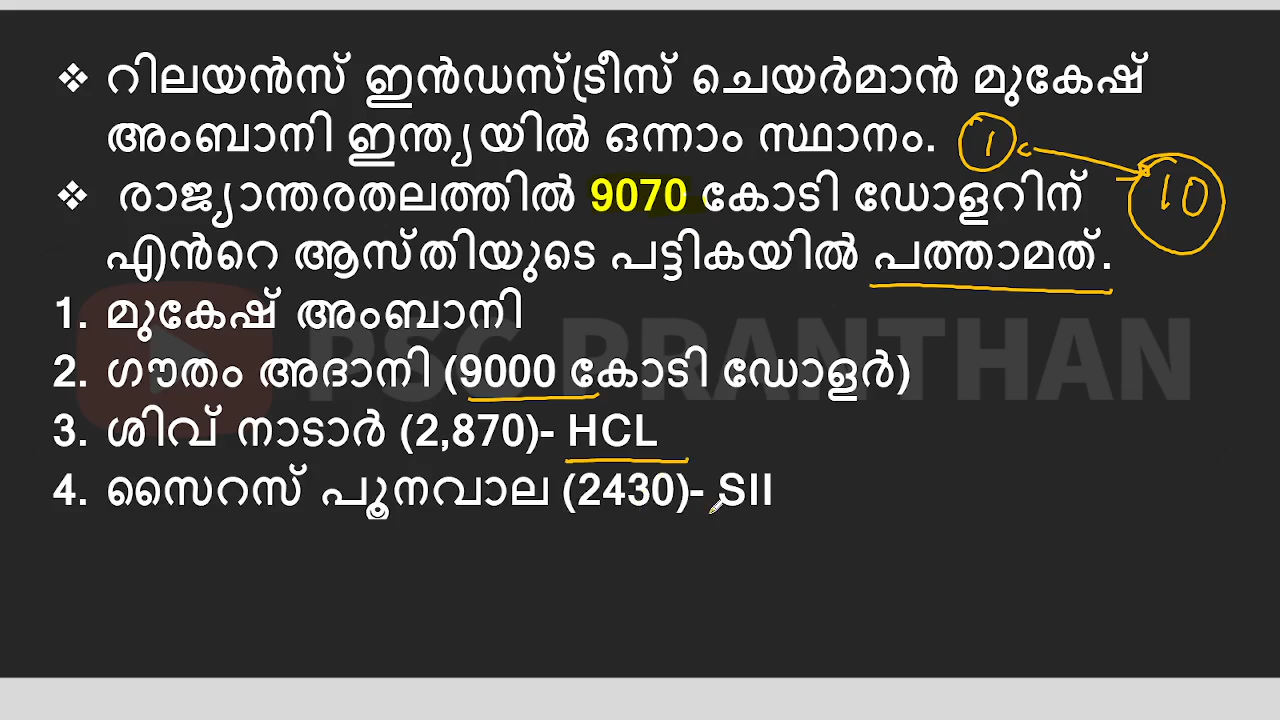 ❖ റിലയൻസ് ഇൻഡസ്ട്രീസ് ചെയർമാൻ മുകേഷ്
അംബാനി ഇന്ത്യയിൽ ഒന്നാം സ്ഥാനം. 1 10
❖ രാജ്യാന്തരതലത്തിൽ 9070 കോടി ഡോളറിന്
എൻറെ ആസ്തിയുടെ പട്ടികയിൽ പത്താമത്.
1. മുകേഷ് അംബാനി
2. ഗൗതം അദാനി (9000 കോടി ഡോളർ)
3. ശിവ് നാടാർ (2,870)- HCL
4. സൈറസ് പൂനവാല (2430)- SII
PSC PRANTHAN